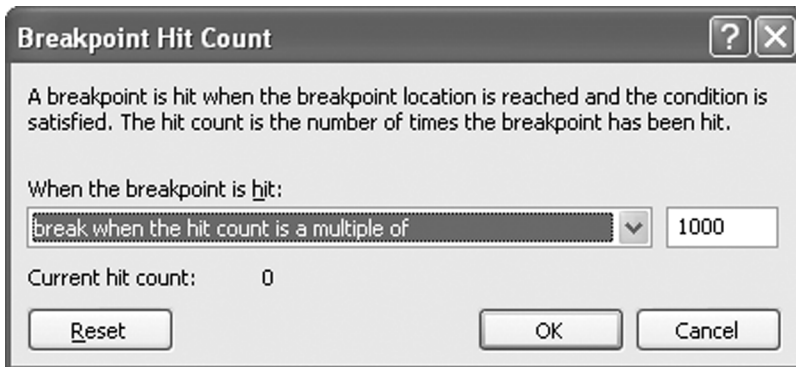 Breakpoint Hit Count
?
A breakpoint is hit when the breakpoint location is reached and the condition is
satisfied. The hit count is the number of times the breakpoint has been hit.
When the breakpoint is hit:
break when the hit count is a multiple of 1000
Current hit count: 0
Reset OK Cancel